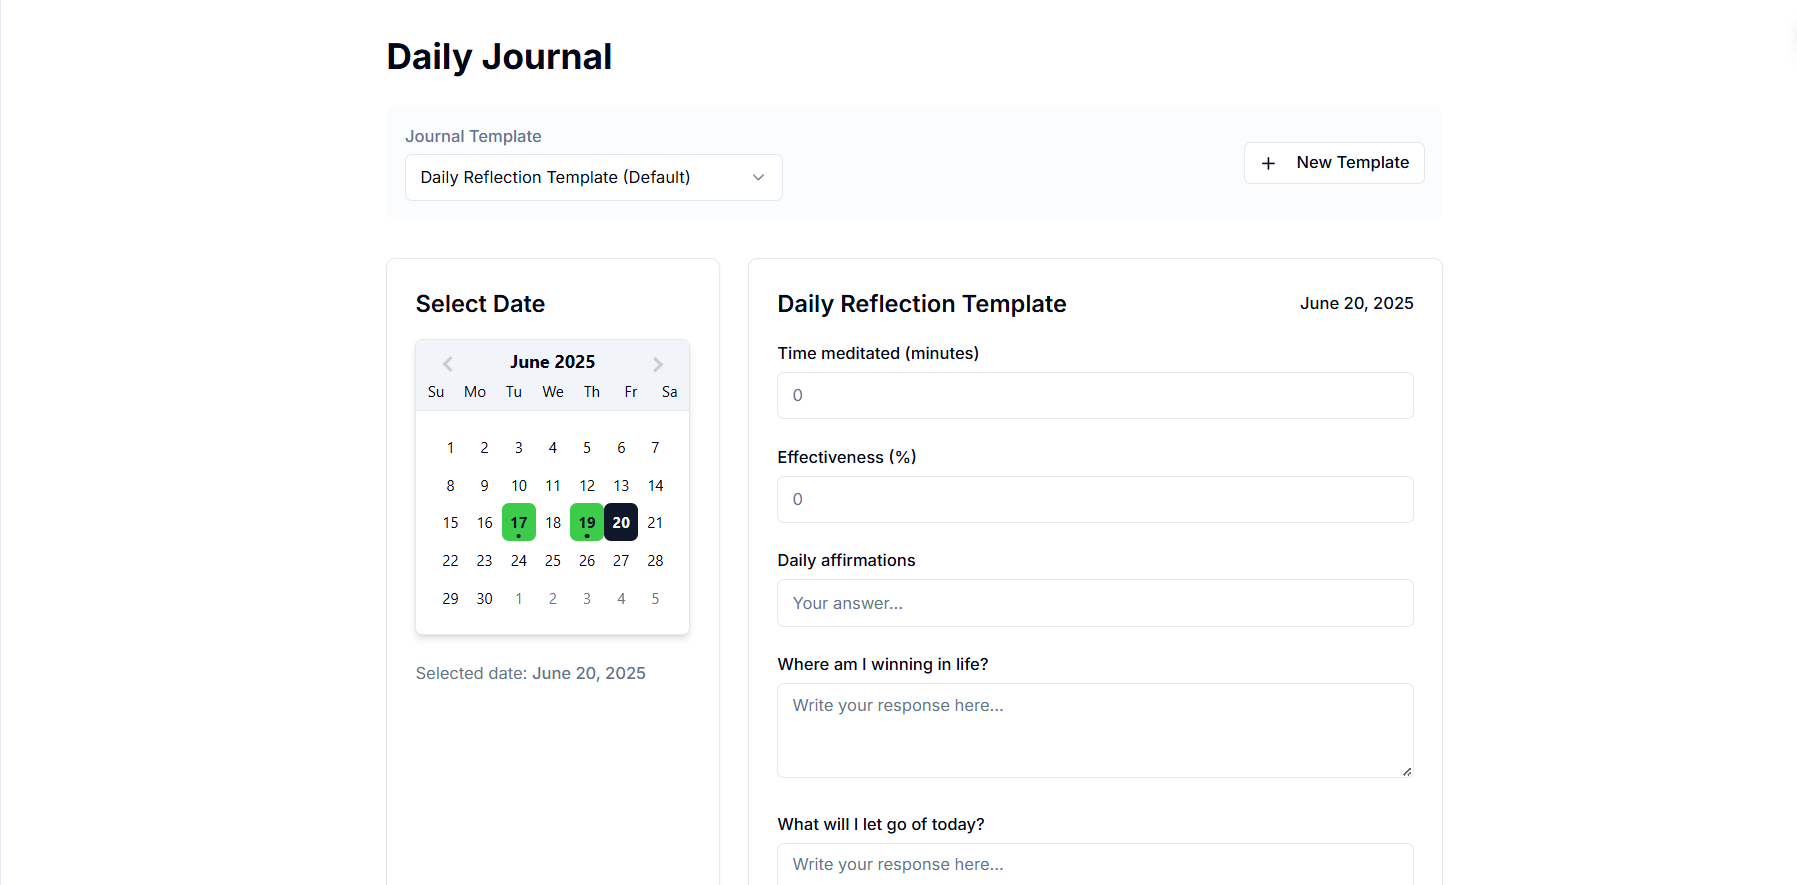 Daily Journal
Journal Template
Daily Reflection Template (Default)
New Template
Select Date
June 2025
Su Mo Tu We Th Fr Sa
1 2 3 4 5 6 7
8 9 10 11 12 13 14
15 16 17 18 19 20 21
22 23 24 25 26 27 28
29 30 1 2 3 4 5
Selected date: June 20, 2025
Daily Reflection Template
June 20, 2025
Time meditated (minutes)
0
Effectiveness (%)
0
Daily affirmations
Your answer...
Where am I winning in life?
Write your response here...
What will I let go of today?
Write your response here...